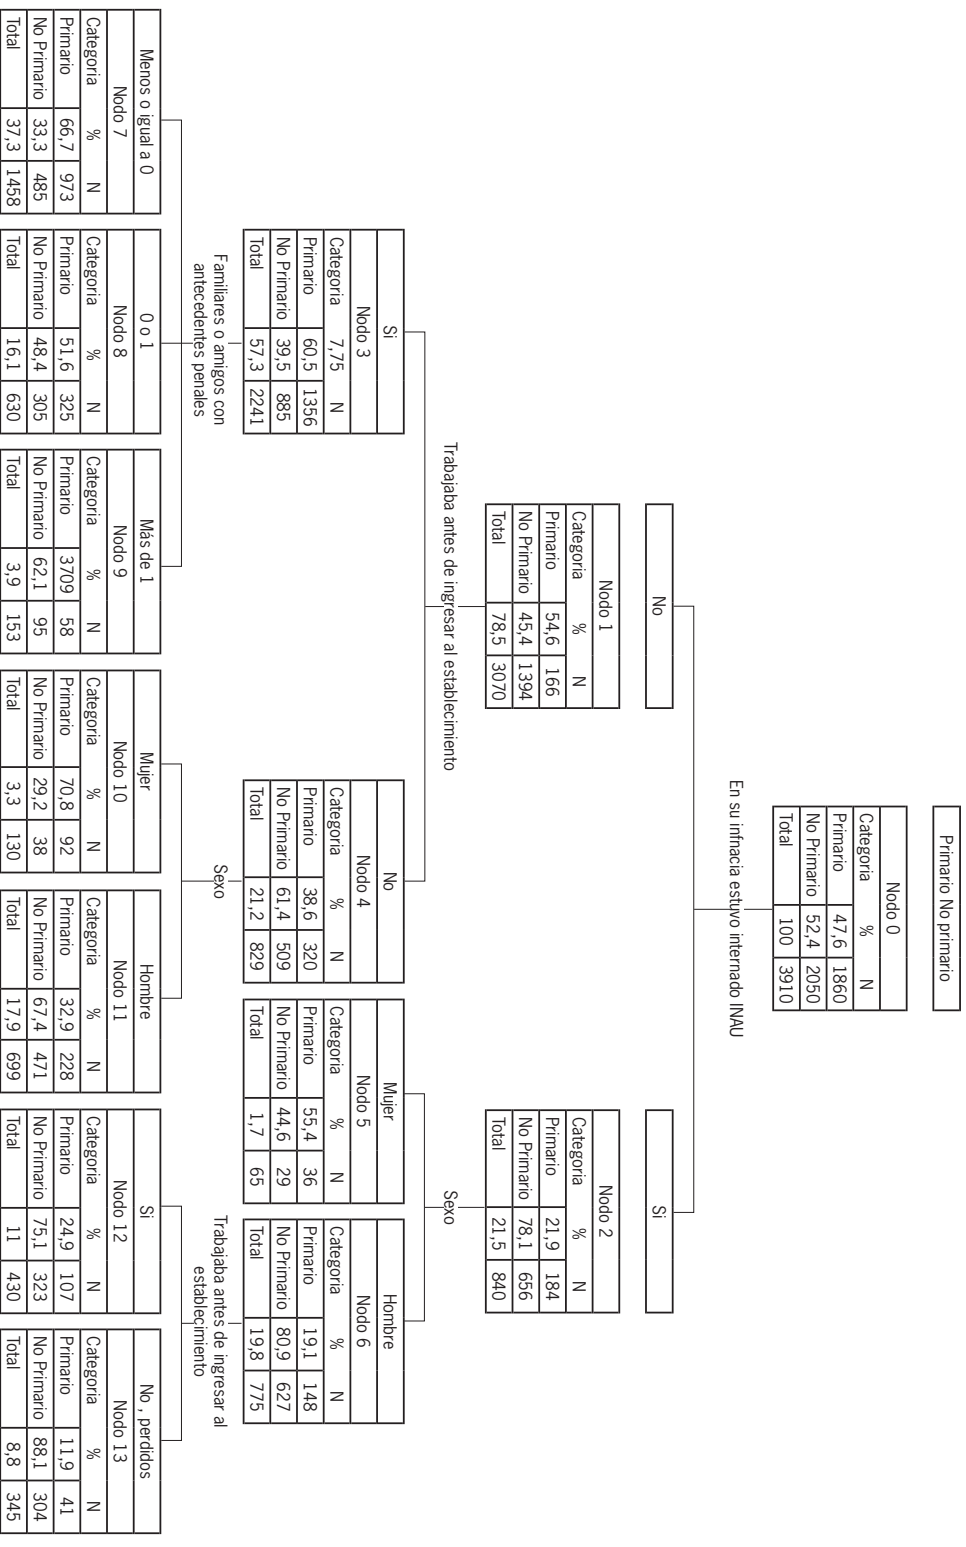 Primario No primario
Nodo 0
Categoria % N
Primario 47,6 1860
No Primario 52,4 2050
Total 100 3910
En su infnacia estuvo internado INAU
No
Nodo 1
Categoria % N
Primario 54,6 166
No Primario 45,4 1394
Total 78,5 3070
Si
Nodo 2
Categoria % N
Primario 21,9 184
No Primario 78,1 656
Total 21,5 840
Trabajaba antes de ingresar al establecimiento
Sexo
Si
Nodo 3
Categoria 7,75 N
Primario 60,5 1356
No Primario 39,5 885
Total 57,3 2241
No
Nodo 4
Categoria % N
Primario 38,6 320
No Primario 61,4 509
Total 21,2 829
Mujer
Nodo 5
Categoria % N
Primario 55,4 36
No Primario 44,6 29
Total 1,7 65
Hombre
Nodo 6
Categoria % N
Primario 19,1 148
No Primario 80,9 627
Total 19,8 775
Familiares o amigos con
antecedentes penales
Sexo
Trabajaba antes de ingresar al
establecimiento
Menos o igual a 0
Nodo 7
Categoria % N
Primario 66,7 973
No Primario 33,3 485
Total 37,3 1458
0 o 1
Nodo 8
Categoria % N
Primario 51,6 325
No Primario 48,4 305
Total 16,1 630
Más de 1
Nodo 9
Categoria % N
Primario 3709 58
No Primario 62,1 95
Total 3,9 153
Mujer
Nodo 10
Categoria % N
Primario 70,8 92
No Primario 29,2 38
Total 3,3 130
Hombre
Nodo 11
Categoria % N
Primario 32,9 228
No Primario 67,4 471
Total 17,9 699
Si
Nodo 12
Categoria % N
Primario 24,9 107
No Primario 75,1 323
Total 11 430
No , perdidos
Nodo 13
Categoria % N
Primario 11,9 41
No Primario 88,1 304
Total 8,8 345